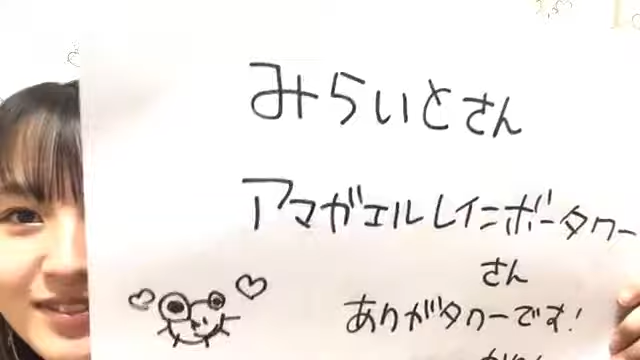 みらいとさん
アマガエルレイニボータワー
さん
ありがタワーです!